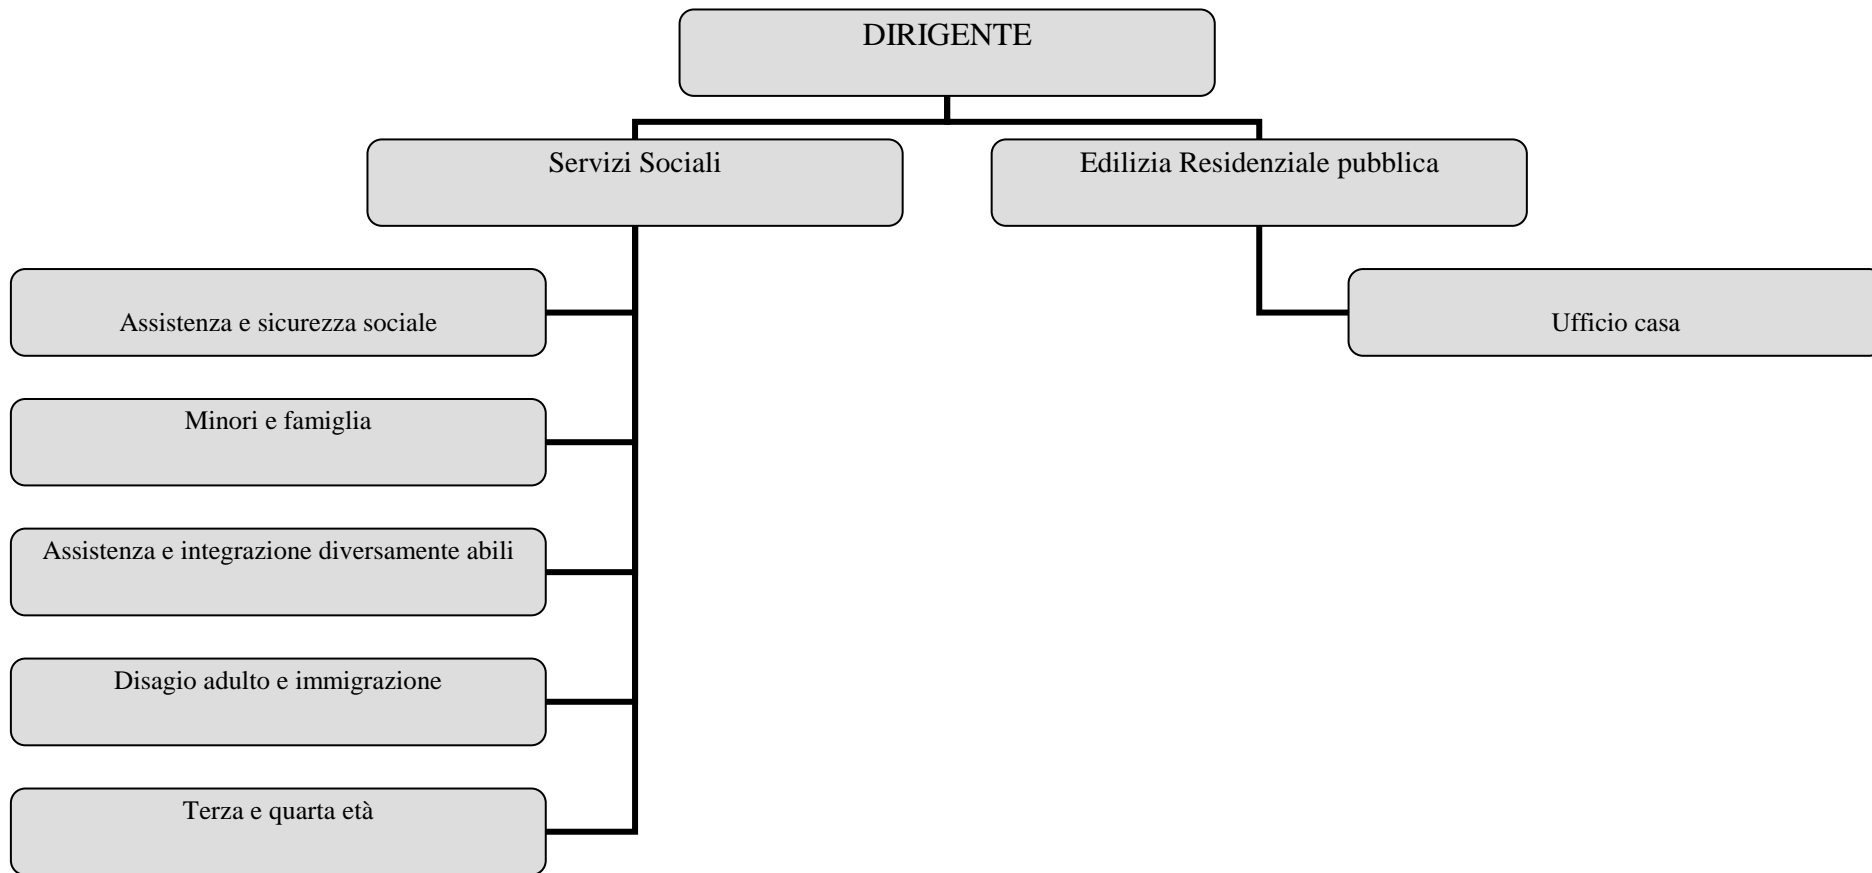 DIRIGENTE
Servizi Sociali
Edilizia Residenziale pubblica
Assistenza e sicurezza sociale
Ufficio casa
Minori e famiglia
Assistenza e integrazione diversamente abili
Disagio adulto e immigrazione
Terza e quarta età